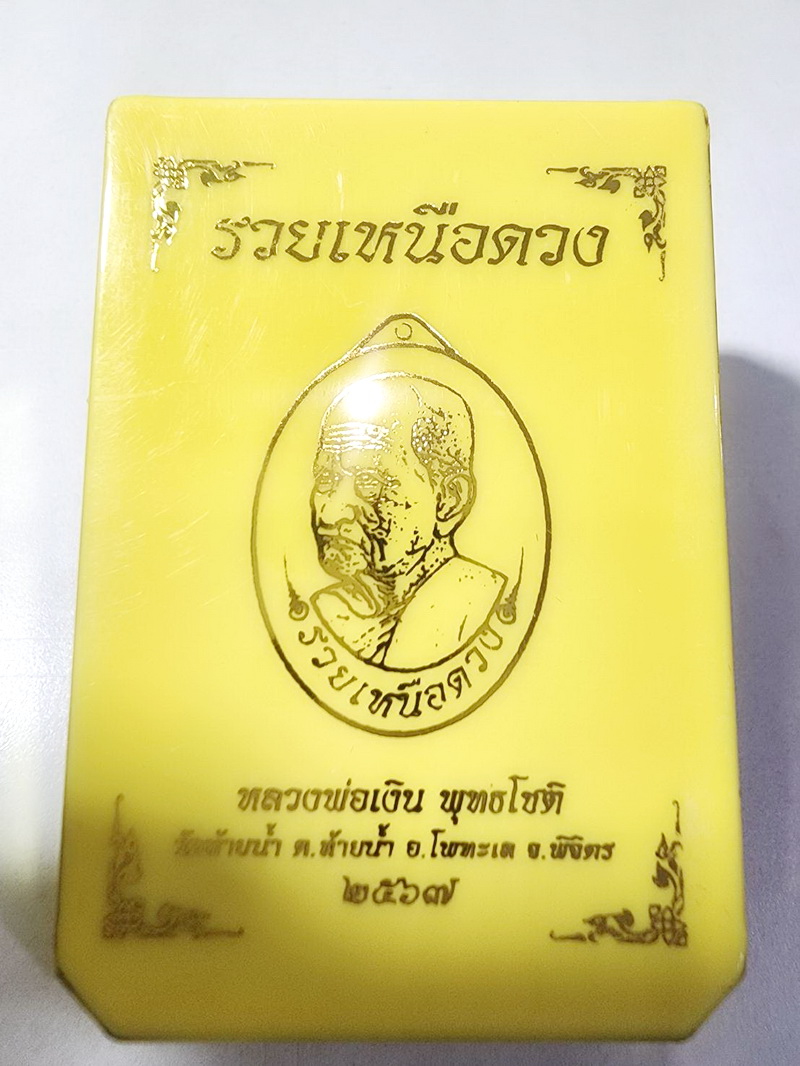 รวยเหนือดวง
รวยเหนือดวง
หลวงพ่อเงิน พุทธโชติ
วัดท้ายน้ำ ต.ท้ายน้ำ อ.โพทะเล จ.พิจิตร
๒๕๖๗